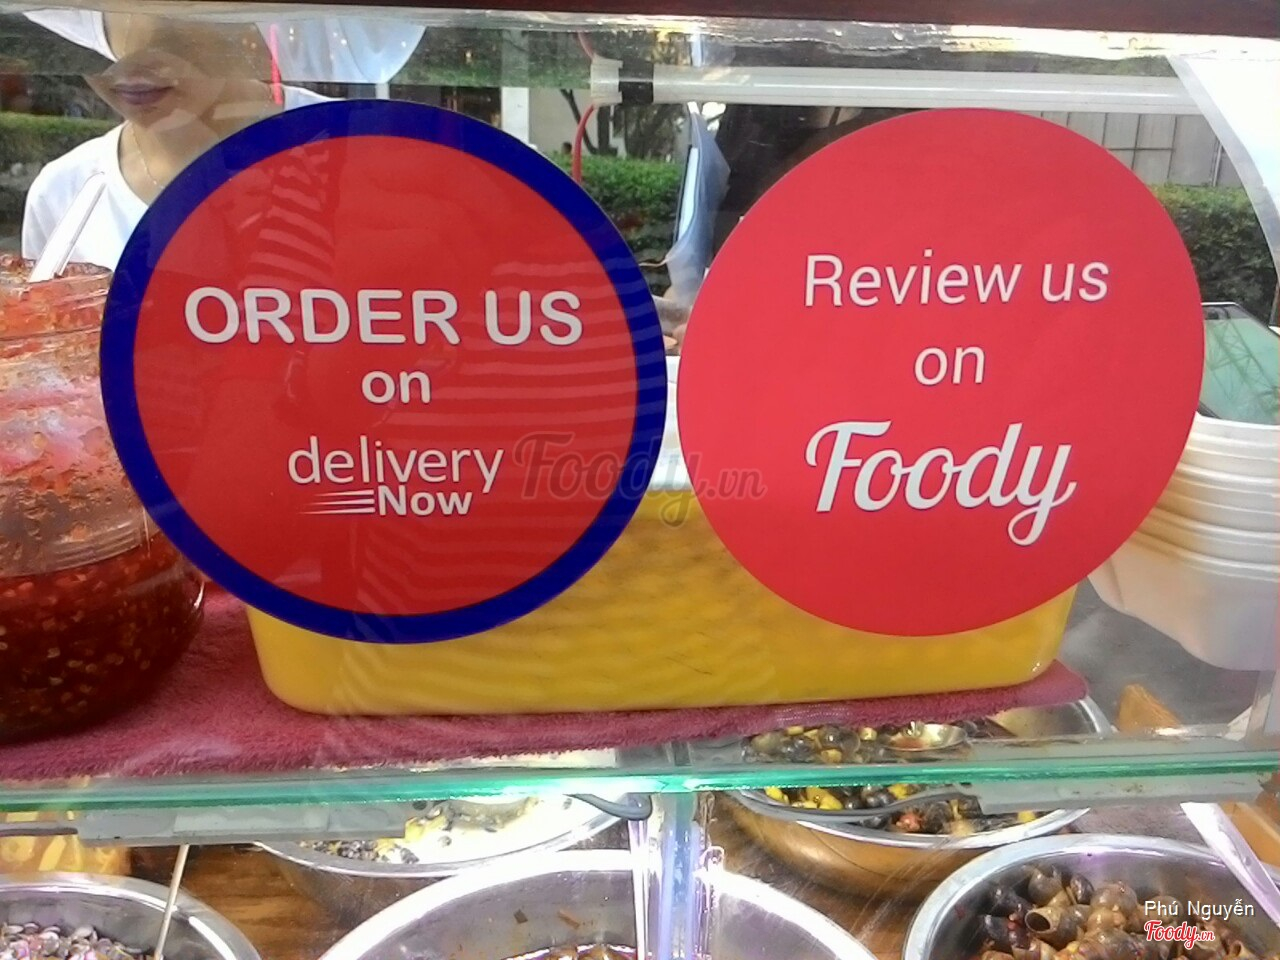 ORDER US
on
delivery
Now
Review us
on
Foody
Foody.vn
Phú Nguyễn
Foody.vn